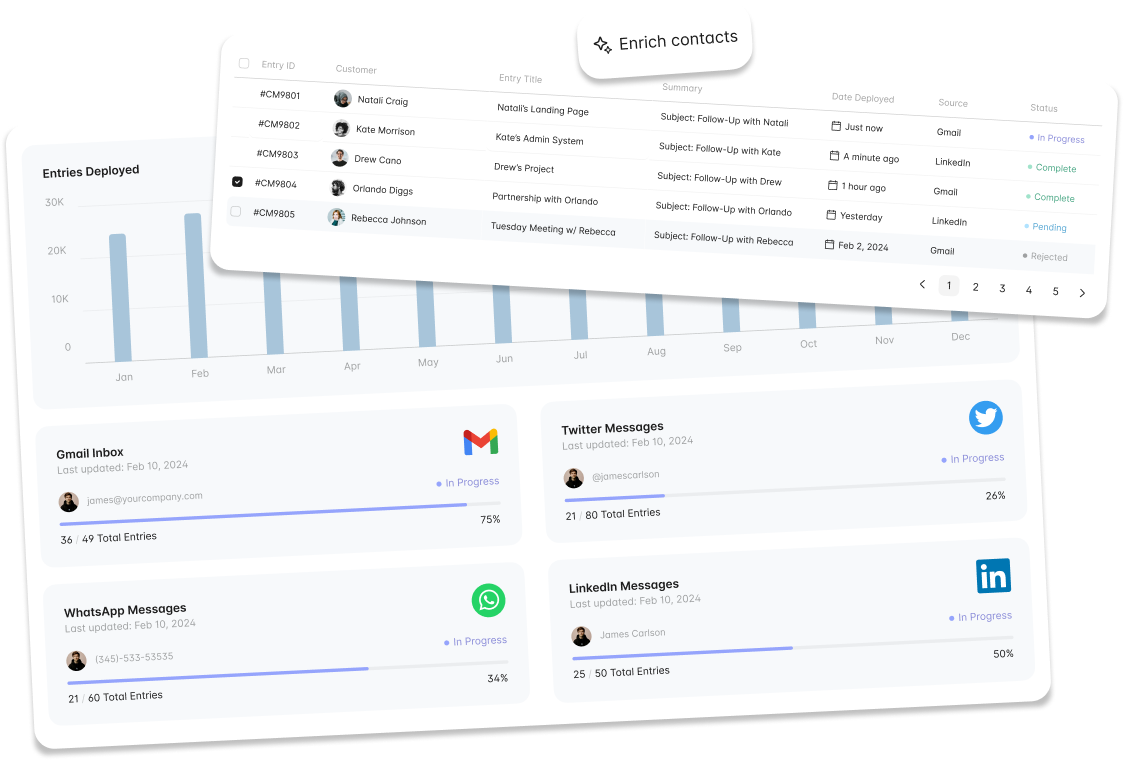 Enrich contacts
Entry ID Customer Entry Title Summary Date Deployed Source Status
#CM9801 Natali Craig Natali's Landing Page Subject: Follow-Up with Natali Just now Gmail In Progress
#CM9802 Kate Morrison Kate's Admin System Subject: Follow-Up with Kate A minute ago LinkedIn Complete
#CM9803 Drew Cano Drew's Project Subject: Follow-Up with Drew 1 hour ago Gmail Complete
#CM9804 Orlando Diggs Partnership with Orlando Subject: Follow-Up with Orlando Yesterday LinkedIn Pending
#CM9805 Rebecca Johnson Tuesday Meeting w/ Rebecca Subject: Follow-Up with Rebecca Feb 2, 2024 Gmail Rejected
1 2 3 4 5
Entries Deployed
30K
20K
10K
0
Jan Feb Mar Apr May Jun Jul Aug Sep Oct Nov Dec
Gmail Inbox
Last updated: Feb 10, 2024
james@yourcompany.com In Progress
36 / 49 Total Entries 75%
Twitter Messages
Last updated: Feb 10, 2024
@jamescarlson In Progress
21 / 80 Total Entries 26%
WhatsApp Messages
Last updated: Feb 10, 2024
(345)-533-53535 In Progress
21 / 60 Total Entries 34%
LinkedIn Messages
Last updated: Feb 10, 2024
James Carlson In Progress
25 / 50 Total Entries 50%
in